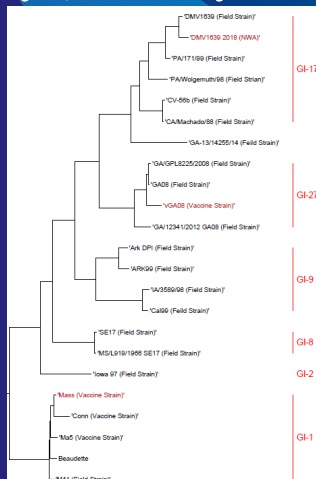 'DMV1639 (Field Strain)'
'DMV1639 2018 (NWA)'
'PA/171/99 (Field Strain)'
'PA/Wolgemuth/98 (Field Strian)'
'CV-56b (Field Strain)'
'CA/Machado/88 (Field Strain)'
'GA-13/14255/14 (Feild Strain)'
GI-17
'GA/GPL8225/2008 (Field Strain)'
'GA08 (Field Strain)'
'vGA08 (Vaccine Strain)'
'GA/12341/2012 GA08 (Field Strain)'
GI-27
'Ark DPI (Field Strain)'
'ARK99 (Field Strain)'
'IA/3589/98 (Field Strain)'
'Cal99 (Feild Strain)'
GI-9
'SE17 (Field Strain)'
'MS/L919/1966 SE17 (Field Strain)'
GI-8
'Iowa 97 (Field Strain)'
GI-2
'Mass (Vaccine Strain)'
'Conn (Vaccine Strain)'
'Ma5 (Vaccine Strain)'
Beaudette
GI-1